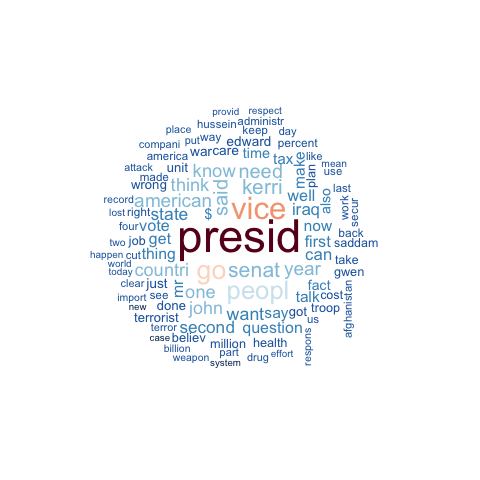 provid respect
place hussein administr
compani put way keep day
america war care edward percent
attack unit time tax make like mean
made know need plan use
wrong think said kerri well last
record american vice iraq also work secur
lost right state $ now back
four vote presid first saddam
two job get can
happen cut thing go senat year take
world countri gwen
today mr one peopl fact
clear just john talk cost
import see done want say got troop afghanistan
new terrorist second question us
case terror believ million health respons
billion part drug effort
weapon system